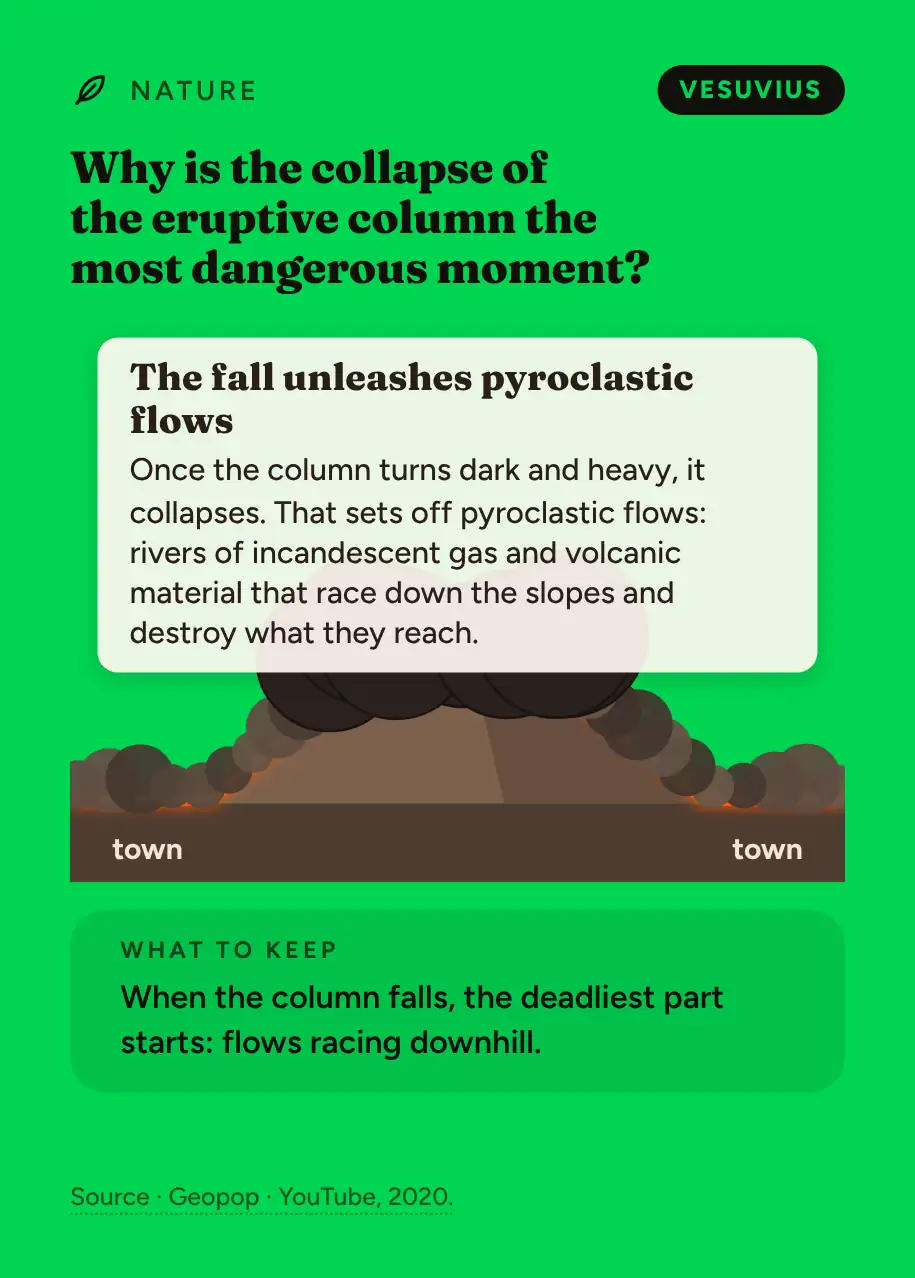 NATURE
VESUVIUS
Why is the collapse of
the eruptive column the
most dangerous moment?
The fall unleashes pyroclastic
flows
Once the column turns dark and heavy, it
collapses. That sets off pyroclastic flows:
rivers of incandescent gas and volcanic
material that race down the slopes and
destroy what they reach.
town
town
WHAT TO KEEP
When the column falls, the deadliest part
starts: flows racing downhill.
Source · Geopop · YouTube, 2020.